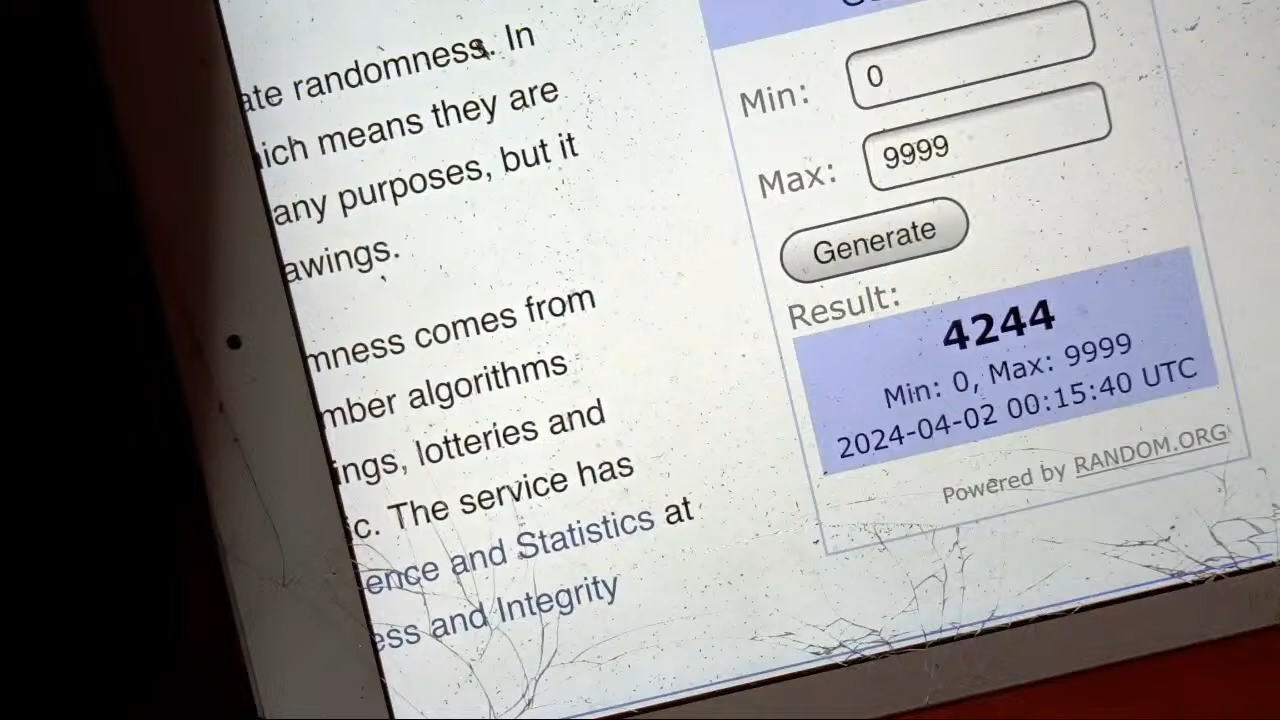 ate randomness. In
ich means they are
any purposes, but it
awings.
mness comes from
mber algorithms
ings, lotteries and
c. The service has
ence and Statistics at
ess and Integrity
Min: 0
Max: 9999
Generate
Result:
4244
Min: 0, Max: 9999
2024-04-02 00:15:40 UTC
Powered by RANDOM.ORG